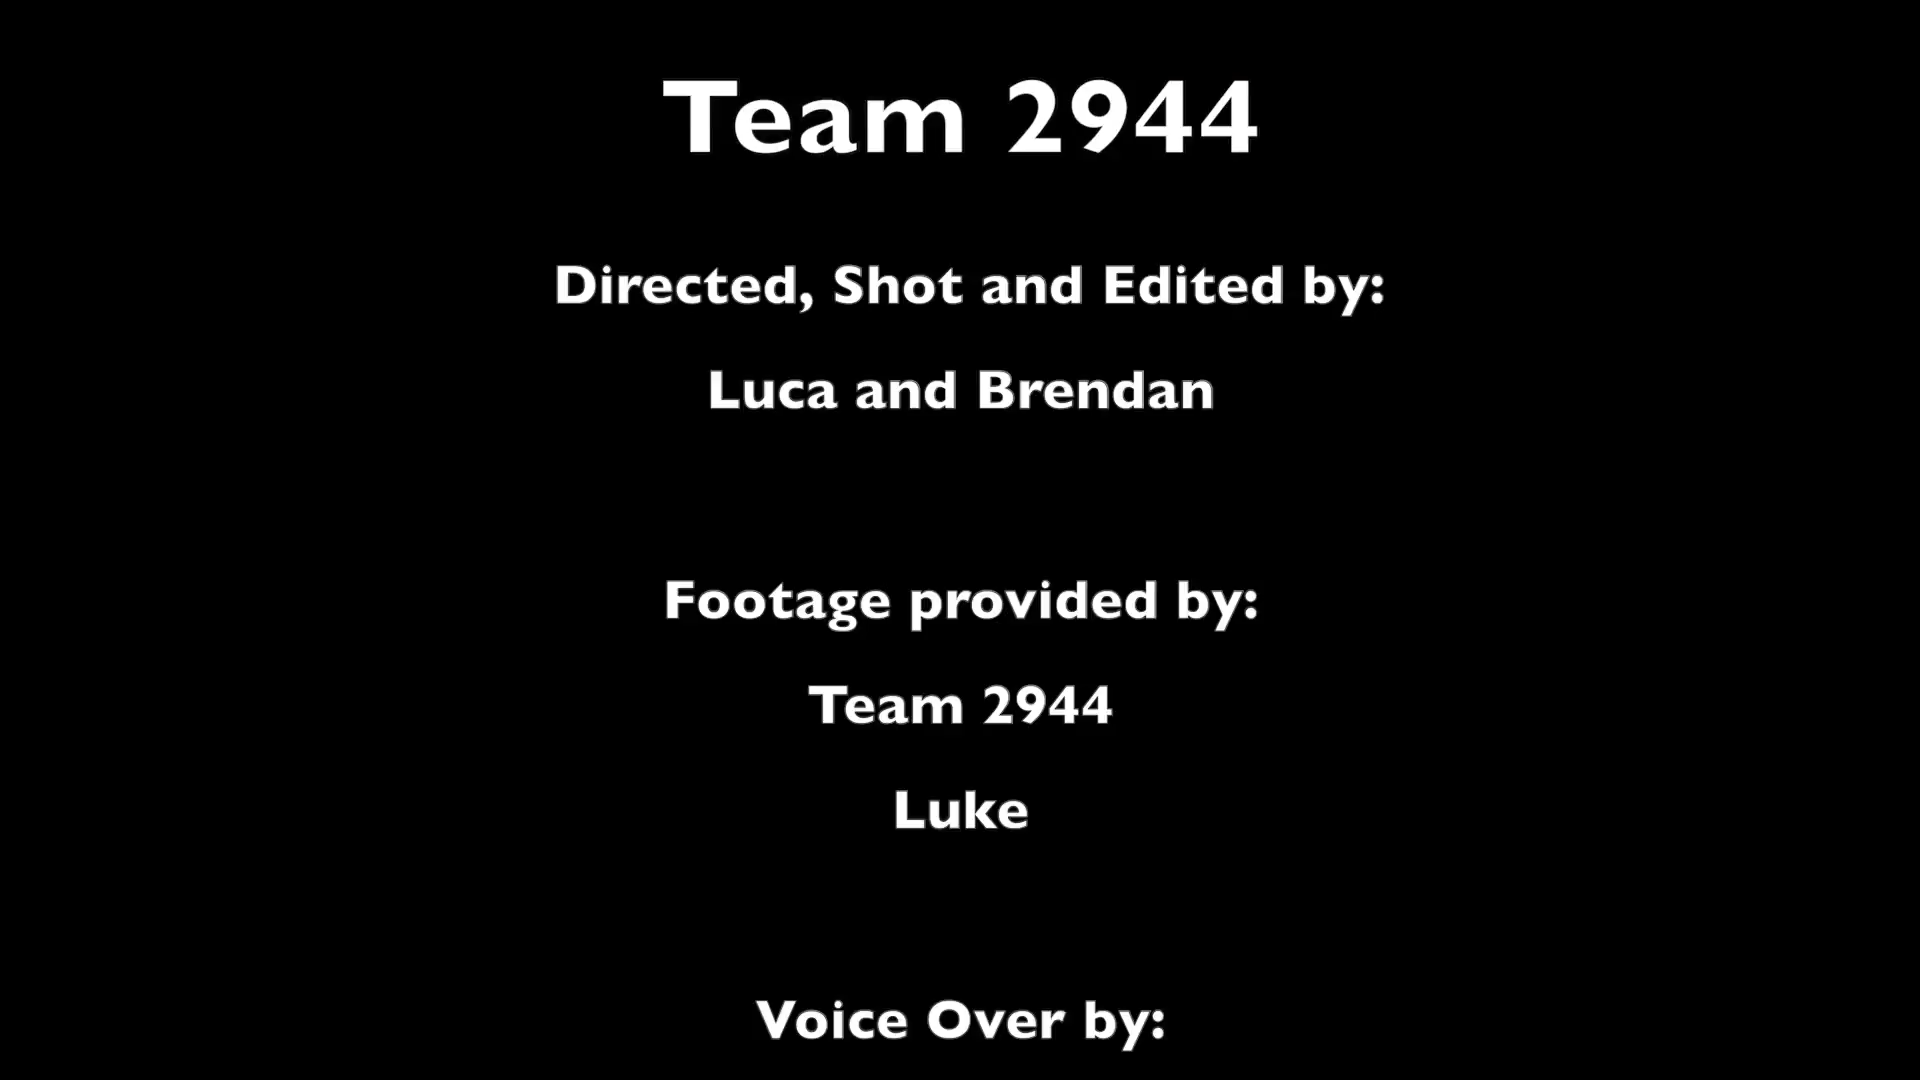 Team 2944
Directed, Shot and Edited by:
Luca and Brendan
Footage provided by:
Team 2944
Luke
Voice Over by: